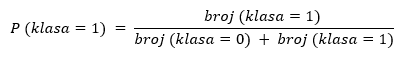 P (klasa = 1) = broj (klasa = 1) / broj (klasa = 0) + broj (klasa = 1)